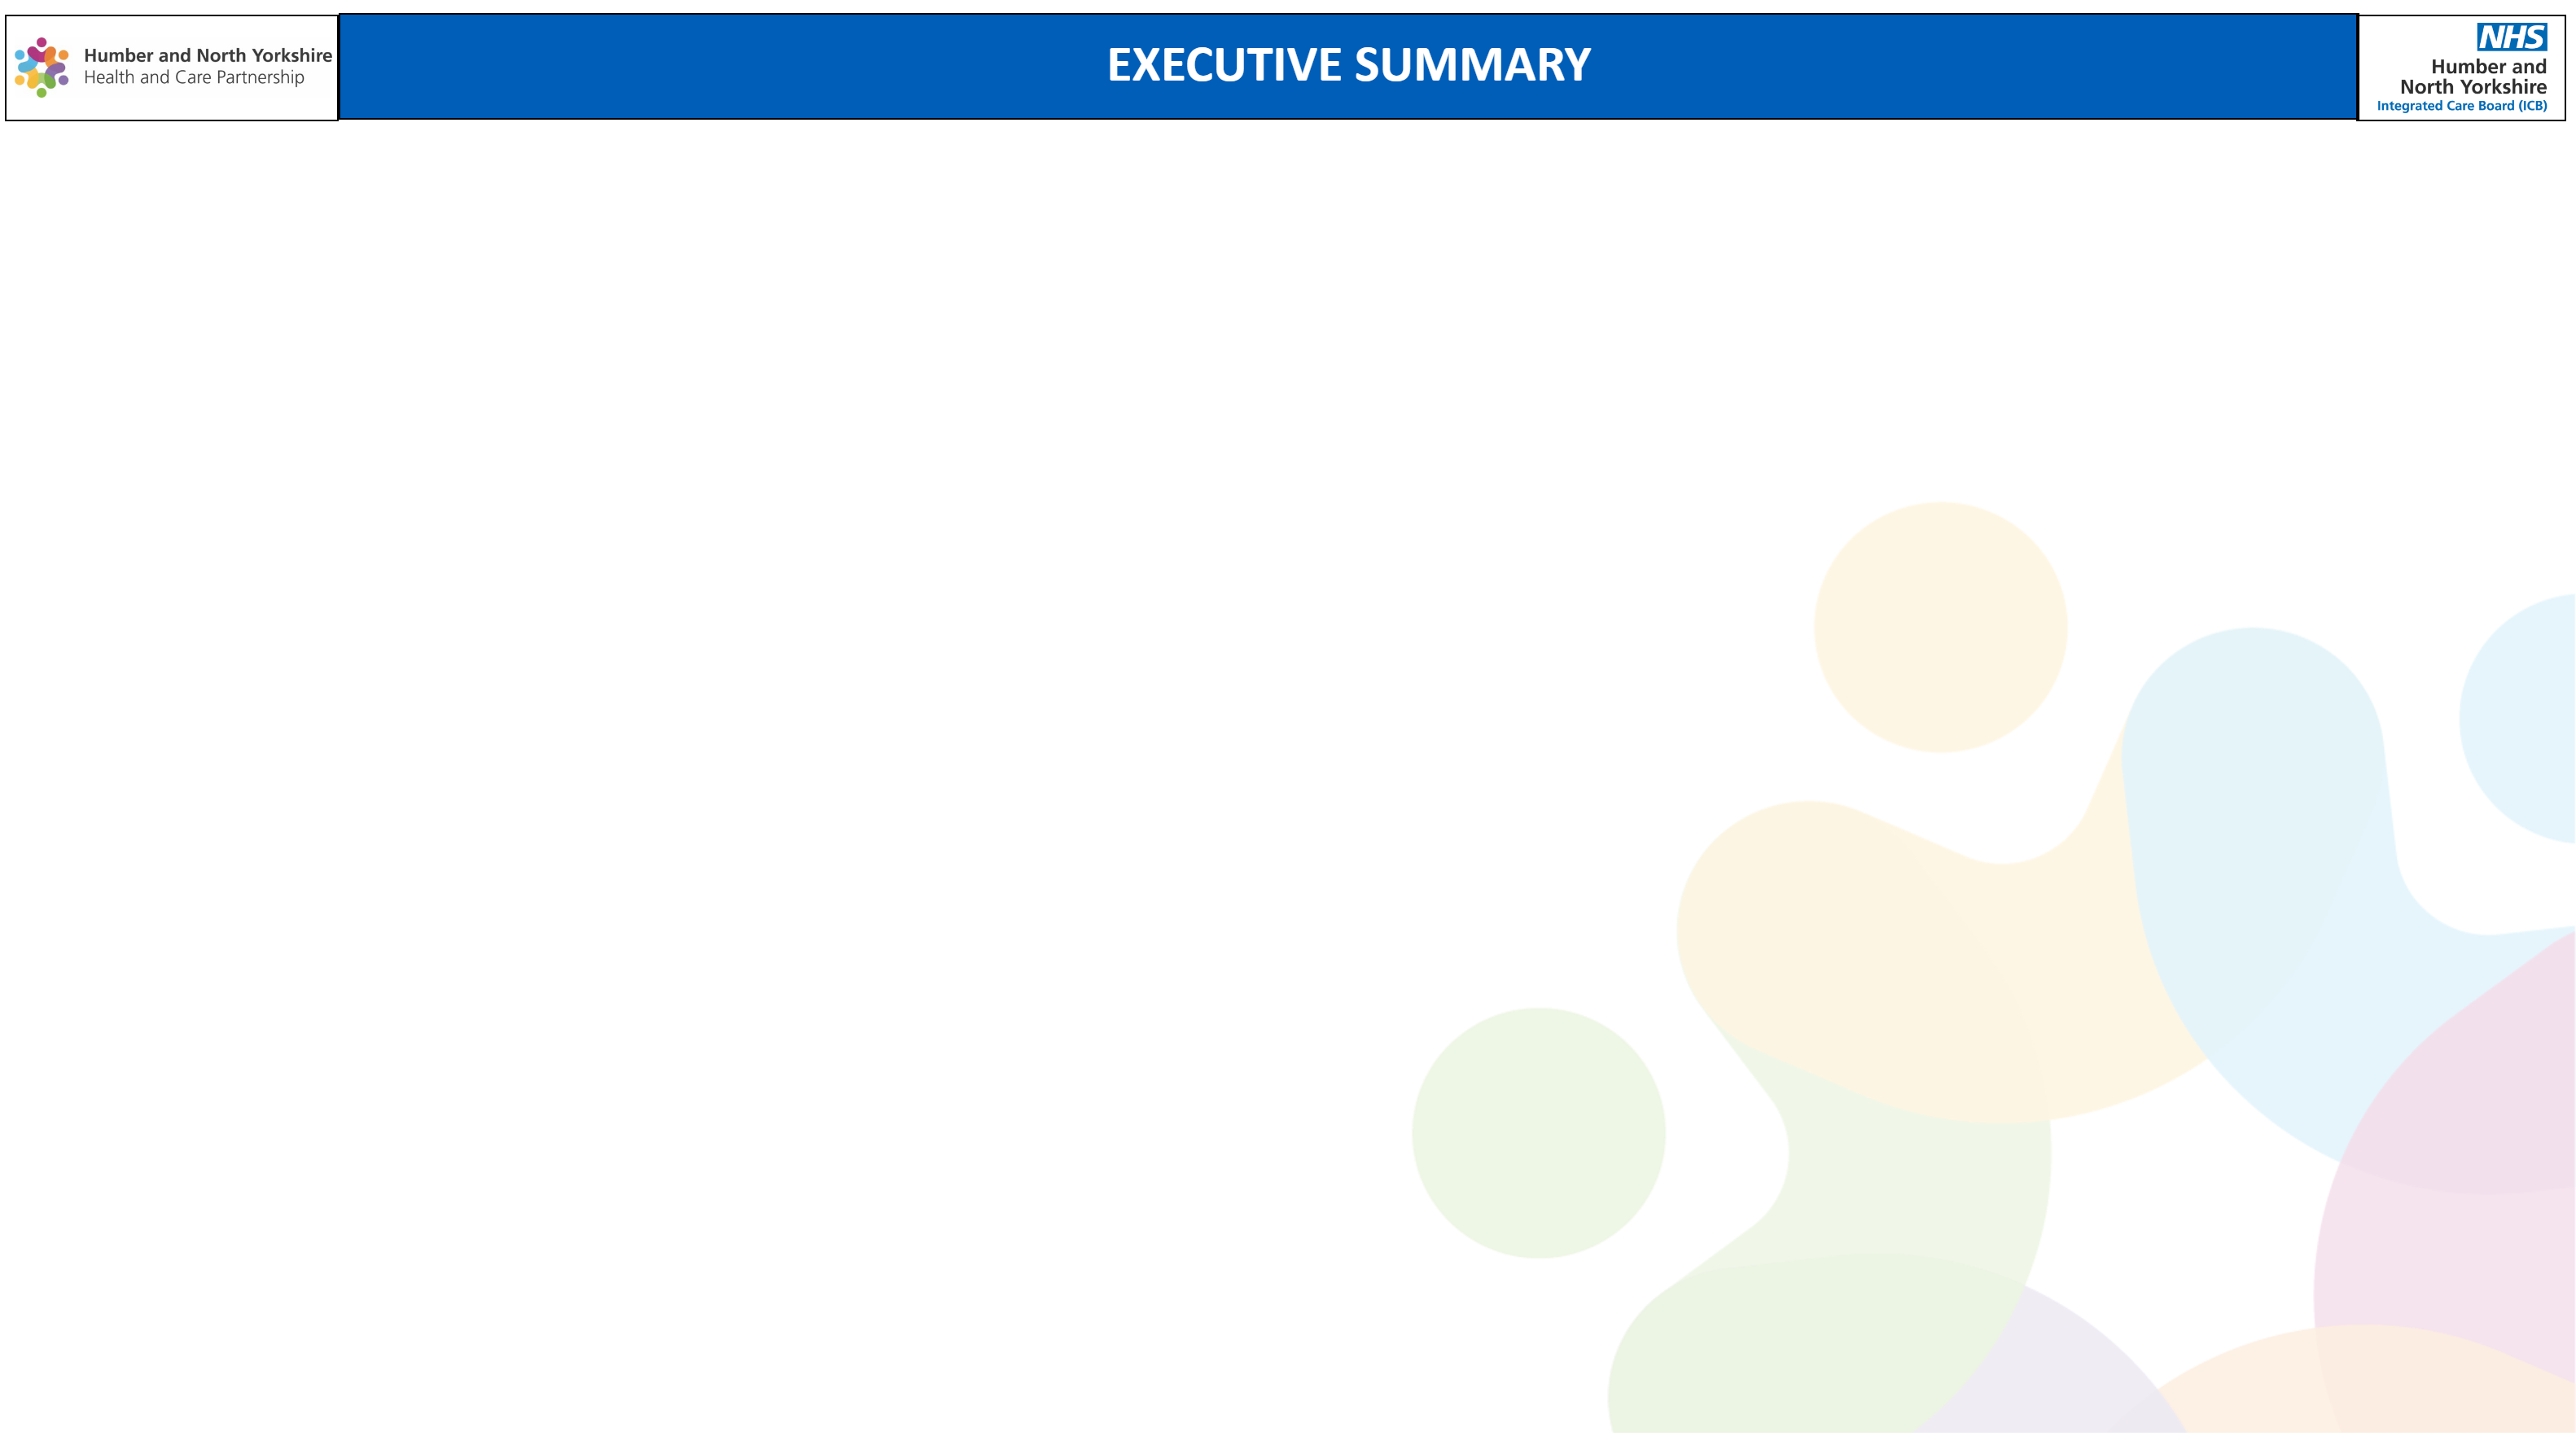 Humber and North Yorkshire
Health and Care Partnership
EXECUTIVE SUMMARY
NHS
Humber and
North Yorkshire
Integrated Care Board (ICB)